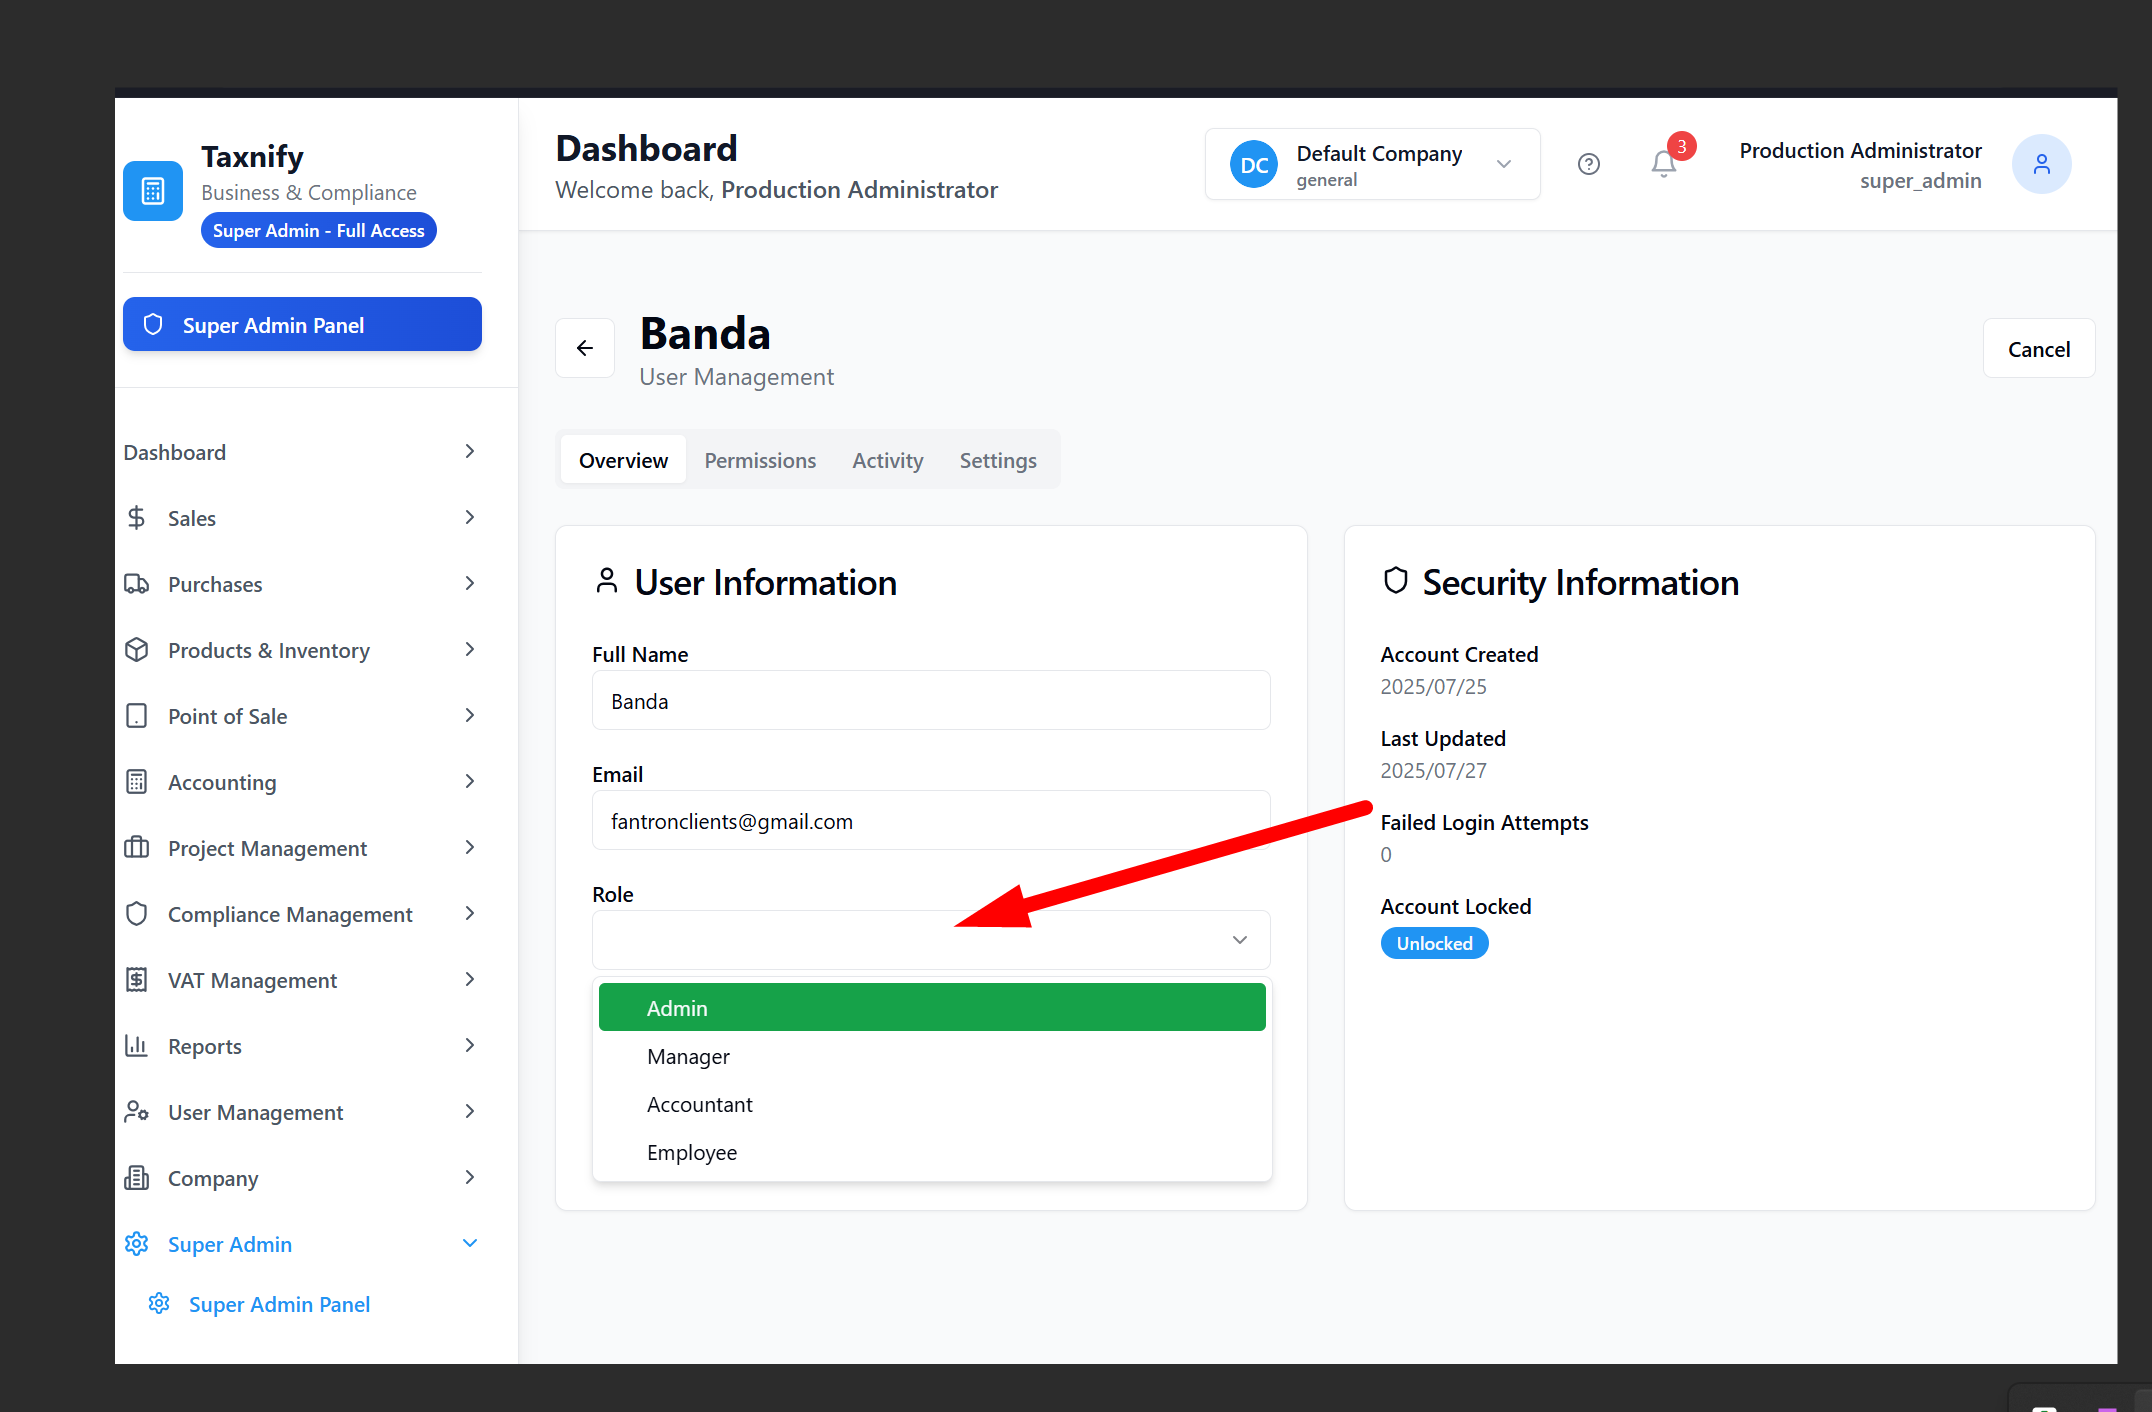 Taxnify
Business & Compliance
Super Admin - Full Access
Super Admin Panel
Dashboard
Sales
Purchases
Products & Inventory
Point of Sale
Accounting
Project Management
Compliance Management
VAT Management
Reports
User Management
Company
Super Admin
Super Admin Panel
Dashboard
Welcome back, Production Administrator
DC
Default Company
general
3
Production Administrator
super_admin
Banda
User Management
Cancel
Overview
Permissions
Activity
Settings
User Information
Full Name
Banda
Email
fantronclients@gmail.com
Role
Admin
Manager
Accountant
Employee
Security Information
Account Created
2025/07/25
Last Updated
2025/07/27
Failed Login Attempts
0
Account Locked
Unlocked